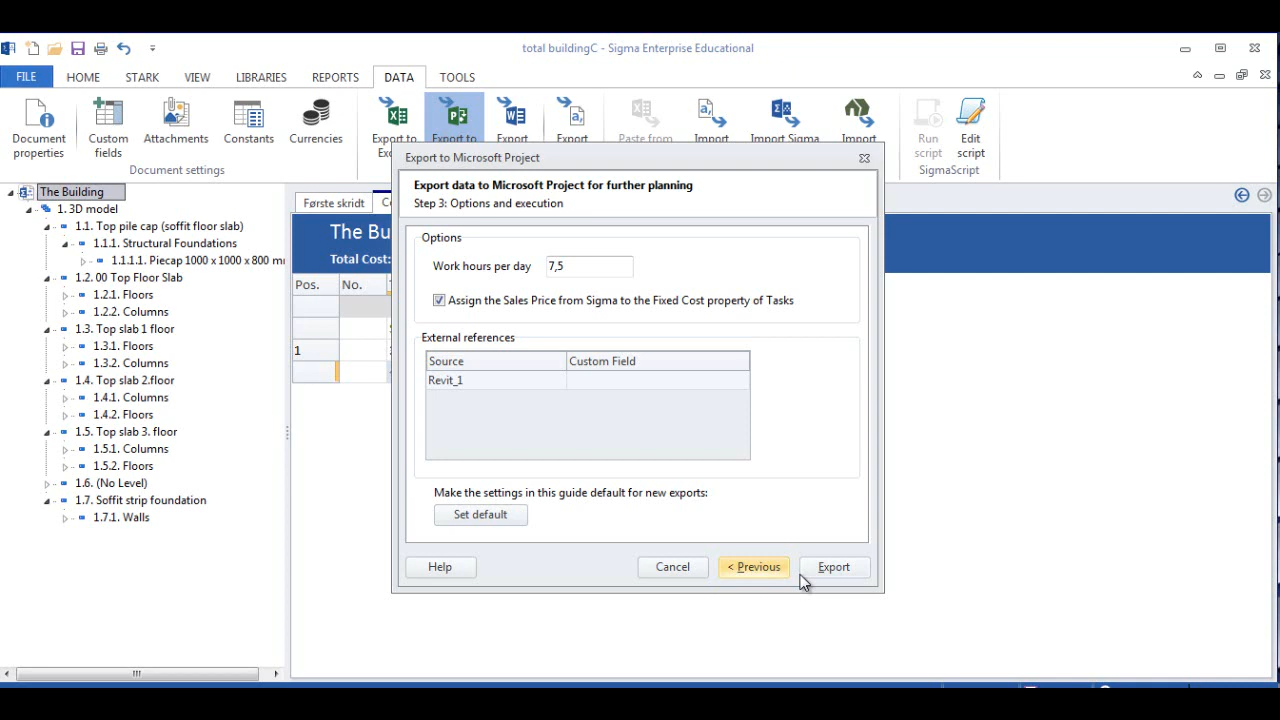 total buildingC - Sigma Enterprise Educational
FILE HOME STARK VIEW LIBRARIES REPORTS DATA TOOLS
Document properties
Custom fields
Attachments
Constants
Currencies
Export to
Export to
Export
Export
Paste from
Import
Import Sigma
Import
Run script
Edit script
Document settings
SigmaScript
The Building
1. 3D model
1.1. Top pile cap (soffit floor slab)
1.1.1. Structural Foundations
1.1.1.1. Piecap 1000 x 1000 x 800 m
1.2. 00 Top Floor Slab
1.2.1. Floors
1.2.2. Columns
1.3. Top slab 1 floor
1.3.1. Floors
1.3.2. Columns
1.4. Top slab 2.floor
1.4.1. Columns
1.4.2. Floors
1.5. Top slab 3. floor
1.5.1. Columns
1.5.2. Floors
1.6. (No Level)
1.7. Soffit strip foundation
1.7.1. Walls
Første skridt
The Bu
Total Cost:
Pos. No.
1
Export to Microsoft Project
Export data to Microsoft Project for further planning
Step 3: Options and execution
Options
Work hours per day 7,5
Assign the Sales Price from Sigma to the Fixed Cost property of Tasks
External references
Source Custom Field
Revit_1
Make the settings in this guide default for new exports:
Set default
Help Cancel < Previous Export